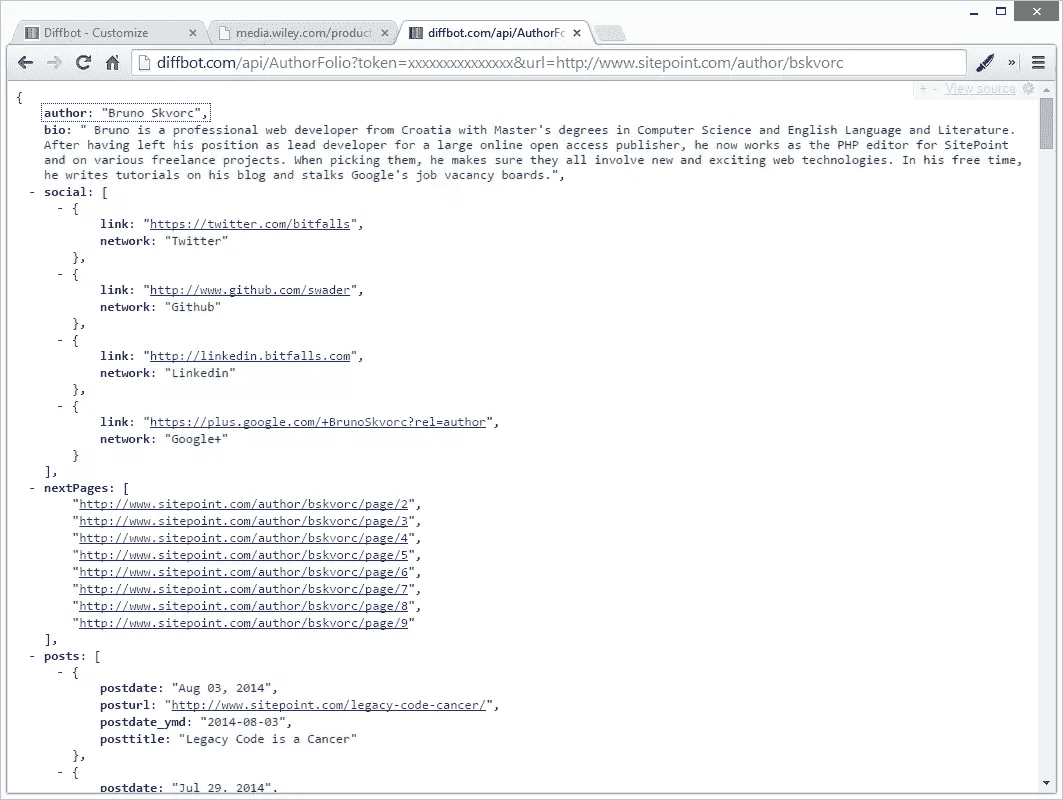 Diffbot - Customize
media.wiley.com/product
diffbot.com/api/AuthorFo
diffbot.com/api/AuthorFolio?token=xxxxxxxxxxxxxxx&url=http://www.sitepoint.com/author/bskvorc
+ - View source
{
author: "Bruno Skvorc",
bio: " Bruno is a professional web developer from Croatia with Master's degrees in Computer Science and English Language and Literature.
After having left his position as lead developer for a large online open access publisher, he now works as the PHP editor for SitePoint
and on various freelance projects. When picking them, he makes sure they all involve new and exciting web technologies. In his free time,
he writes tutorials on his blog and stalks Google's job vacancy boards.",
- social: [
- {
link: "https://twitter.com/bitfalls",
network: "Twitter"
},
- {
link: "http://www.github.com/swader",
network: "Github"
},
- {
link: "http://linkedin.bitfalls.com",
network: "Linkedin"
},
- {
link: "https://plus.google.com/+BrunoSkvorc?rel=author",
network: "Google+"
}
],
- nextPages: [
"http://www.sitepoint.com/author/bskvorc/page/2",
"http://www.sitepoint.com/author/bskvorc/page/3",
"http://www.sitepoint.com/author/bskvorc/page/4",
"http://www.sitepoint.com/author/bskvorc/page/5",
"http://www.sitepoint.com/author/bskvorc/page/6",
"http://www.sitepoint.com/author/bskvorc/page/7",
"http://www.sitepoint.com/author/bskvorc/page/8",
"http://www.sitepoint.com/author/bskvorc/page/9"
],
- posts: [
- {
postdate: "Aug 03, 2014",
posturl: "http://www.sitepoint.com/legacy-code-cancer/",
postdate_ymd: "2014-08-03",
posttitle: "Legacy Code is a Cancer"
},
- {
postdate: "Jul 29, 2014",